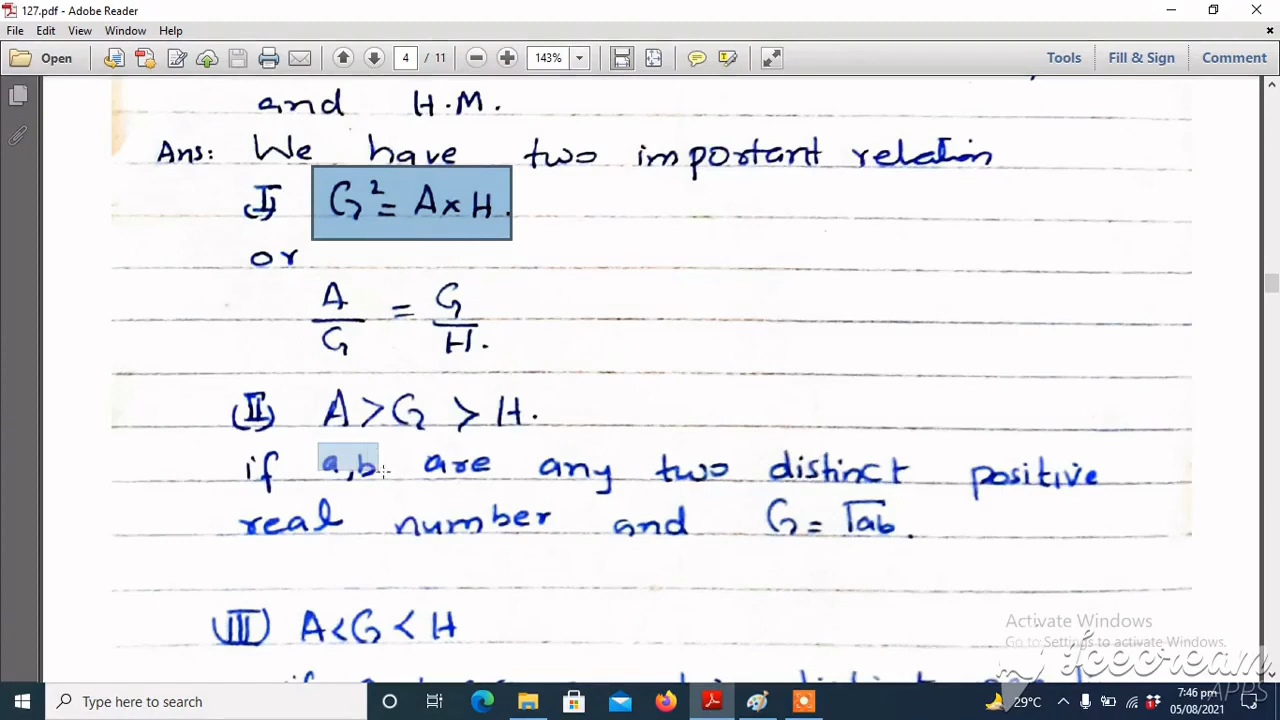 127.pdf - Adobe Reader
File Edit View Window Help
Open 4 / 11 143% Tools Fill & Sign Comment
and H.M.
Ans: We have two important relation
(I) G² = A × H.
or
A/G = G/H.
(II) A > G > H.
if a,b are any two distinct positive
real number and G = √ab.
(III) A < G < H
Activate Windows
Go to Settings to activate Windows.
Icecream
APPS
Type here to search
29°C
7:46 pm
05/08/2021